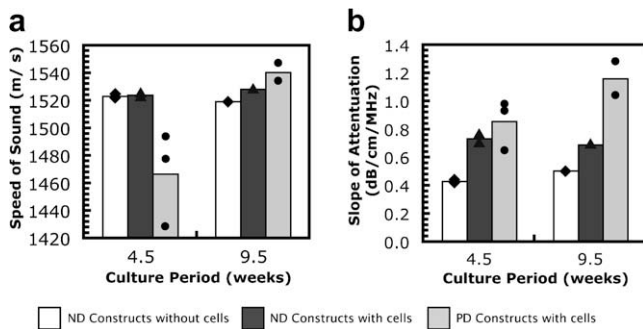 a
Speed of Sound (m/ s)
1560
1540
1520
1500
1480
1460
1440
1420
4.5
9.5
Culture Period (weeks)
b
Slope of Attentuation
(dB/cm/MHz)
1.4
1.2
1.0
0.8
0.6
0.4
0.2
0.0
4.5
9.5
Culture Period (weeks)
ND Constructs without cells
ND Constructs with cells
PD Constructs with cells